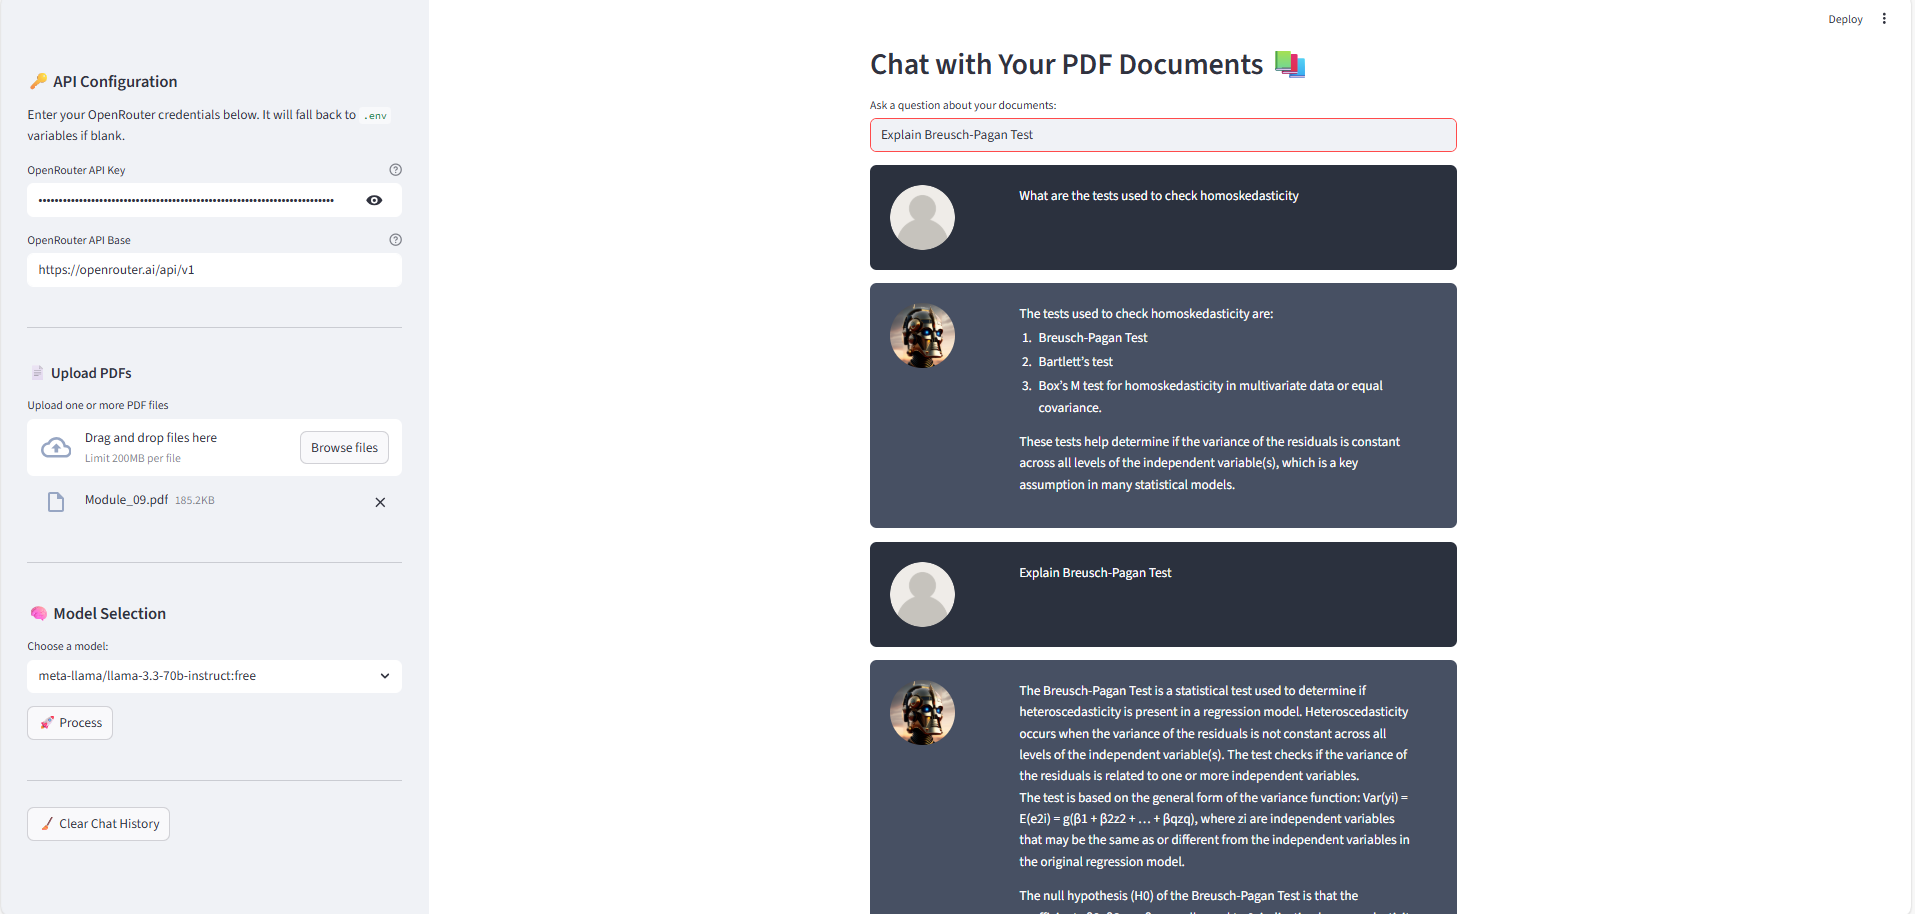 Deploy
API Configuration
Enter your OpenRouter credentials below. It will fall back to .env
variables if blank.
OpenRouter API Key
OpenRouter API Base
https://openrouter.ai/api/v1
Upload PDFs
Upload one or more PDF files
Drag and drop files here
Limit 200MB per file
Browse files
Module_09.pdf 185.2KB
Model Selection
Choose a model:
meta-llama/llama-3.3-70b-instruct:free
Process
Clear Chat History
Chat with Your PDF Documents
Ask a question about your documents:
Explain Breusch-Pagan Test
What are the tests used to check homoskedasticity
The tests used to check homoskedasticity are:
1. Breusch-Pagan Test
2. Bartlett’s test
3. Box’s M test for homoskedasticity in multivariate data or equal
covariance.
These tests help determine if the variance of the residuals is constant
across all levels of the independent variable(s), which is a key
assumption in many statistical models.
Explain Breusch-Pagan Test
The Breusch-Pagan Test is a statistical test used to determine if
heteroscedasticity is present in a regression model. Heteroscedasticity
occurs when the variance of the residuals is not constant across all
levels of the independent variable(s). The test checks if the variance of
the residuals is related to one or more independent variables.
The test is based on the general form of the variance function: Var(yi) =
E(e2i) = g(β1 + β2z2 + … + βqzq), where zi are independent variables
that may be the same as or different from the independent variables in
the original regression model.
The null hypothesis (H0) of the Breusch-Pagan Test is that the